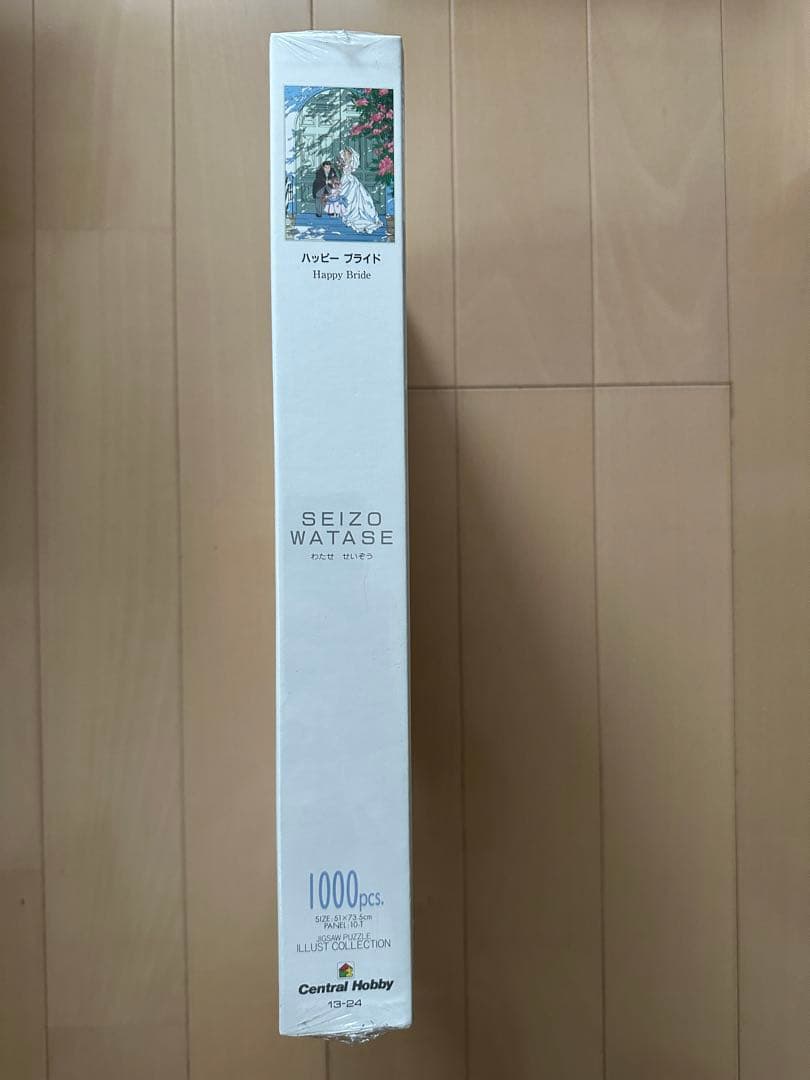 ハッピー ブライド
Happy Bride
SEIZO
WATASE
わたせ せいぞう
1000pcs.
SIZE:51×73.5cm
PANEL:10-T
JIGSAW PUZZLE
ILLUST COLLECTION
Central Hobby
13-24